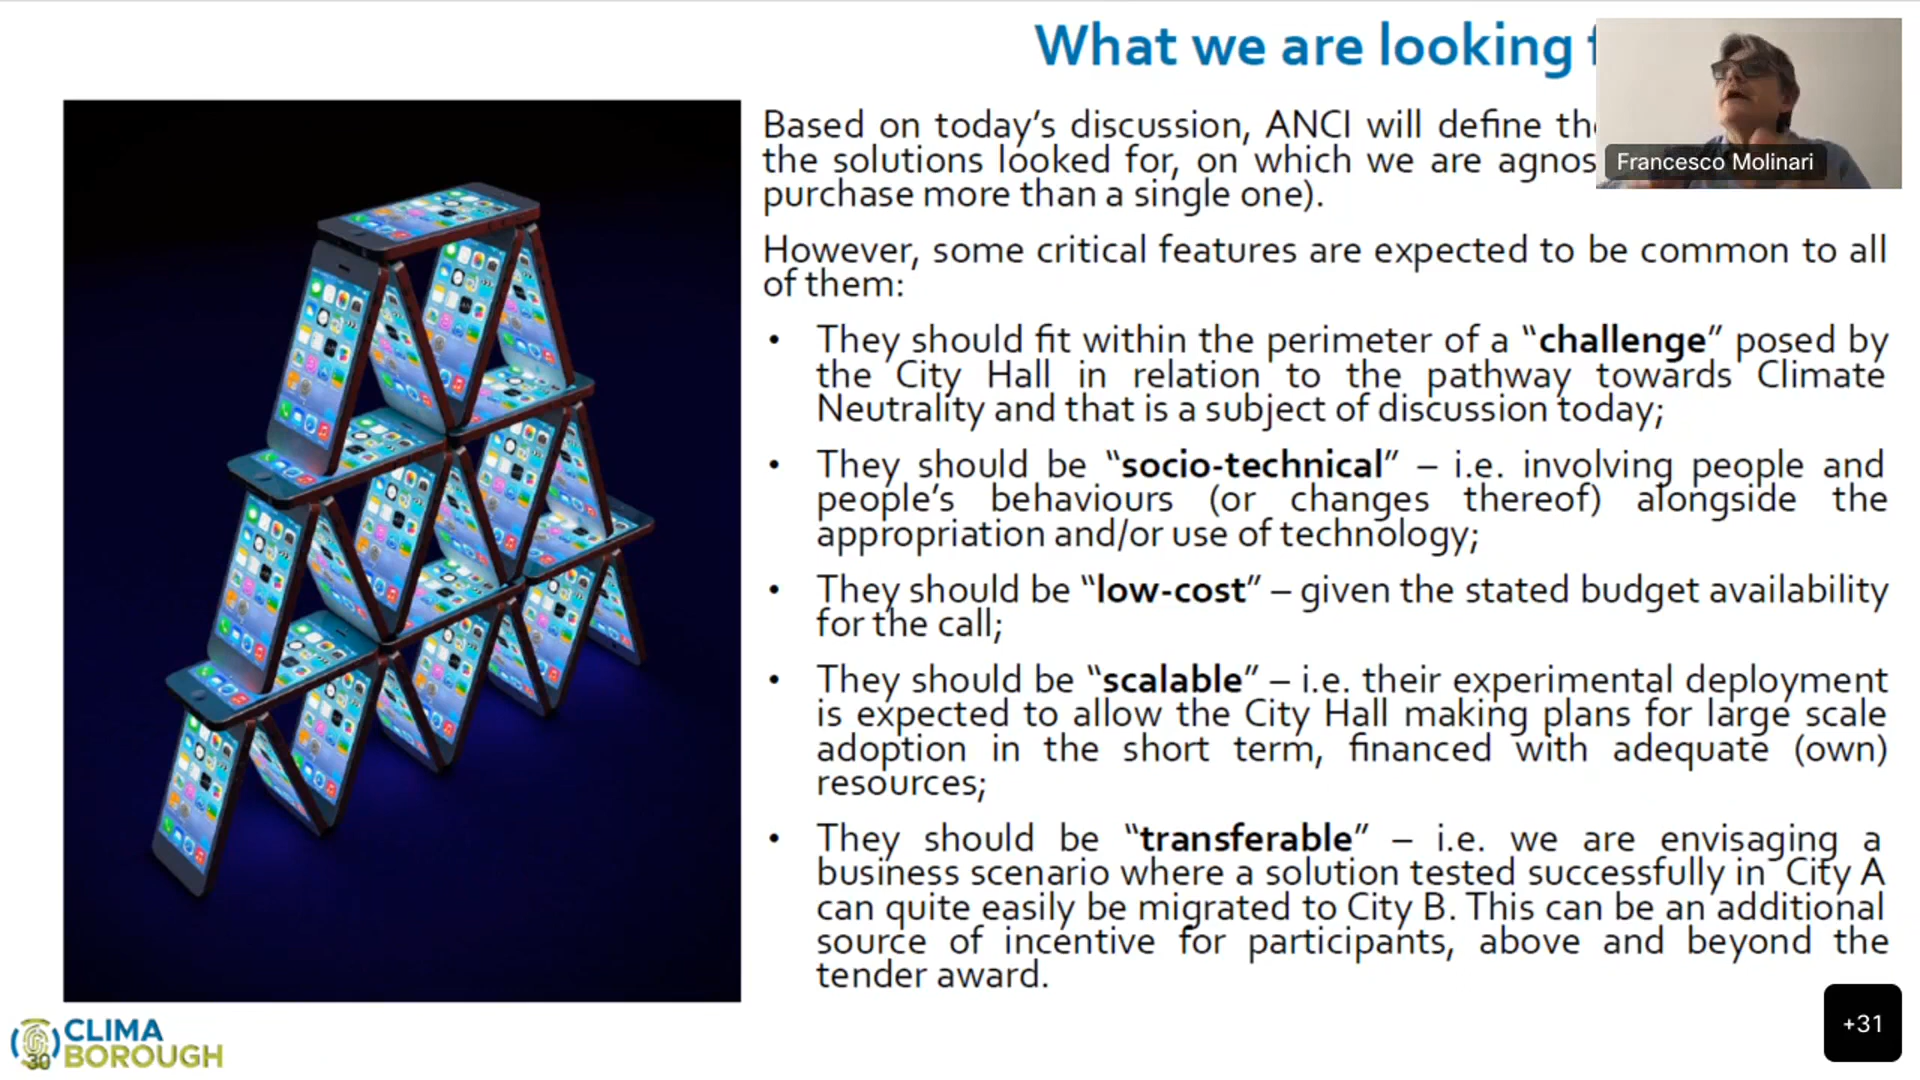 What we are looking
Based on today’s discussion, ANCI will define
the solutions looked for, on which we are
purchase more than a single one).
However, some critical features are expected to be common to all
of them:
• They should fit within the perimeter of a “challenge” posed by
the City Hall in relation to the pathway towards Climate
Neutrality and that is a subject of discussion today;
• They should be “socio-technical” – i.e. involving people and
people’s behaviours (or changes thereof) alongside the
appropriation and/or use of technology;
• They should be “low-cost” – given the stated budget availability
for the call;
• They should be “scalable” – i.e. their experimental deployment
is expected to allow the City Hall making plans for large scale
adoption in the short term, financed with adequate (own)
resources;
• They should be “transferable” – i.e. we are envisaging a
business scenario where a solution tested successfully in City A
can quite easily be migrated to City B. This can be an additional
source of incentive for participants, above and beyond the
tender award.
Francesco Molinari
+31
30
CLIMA
BOROUGH